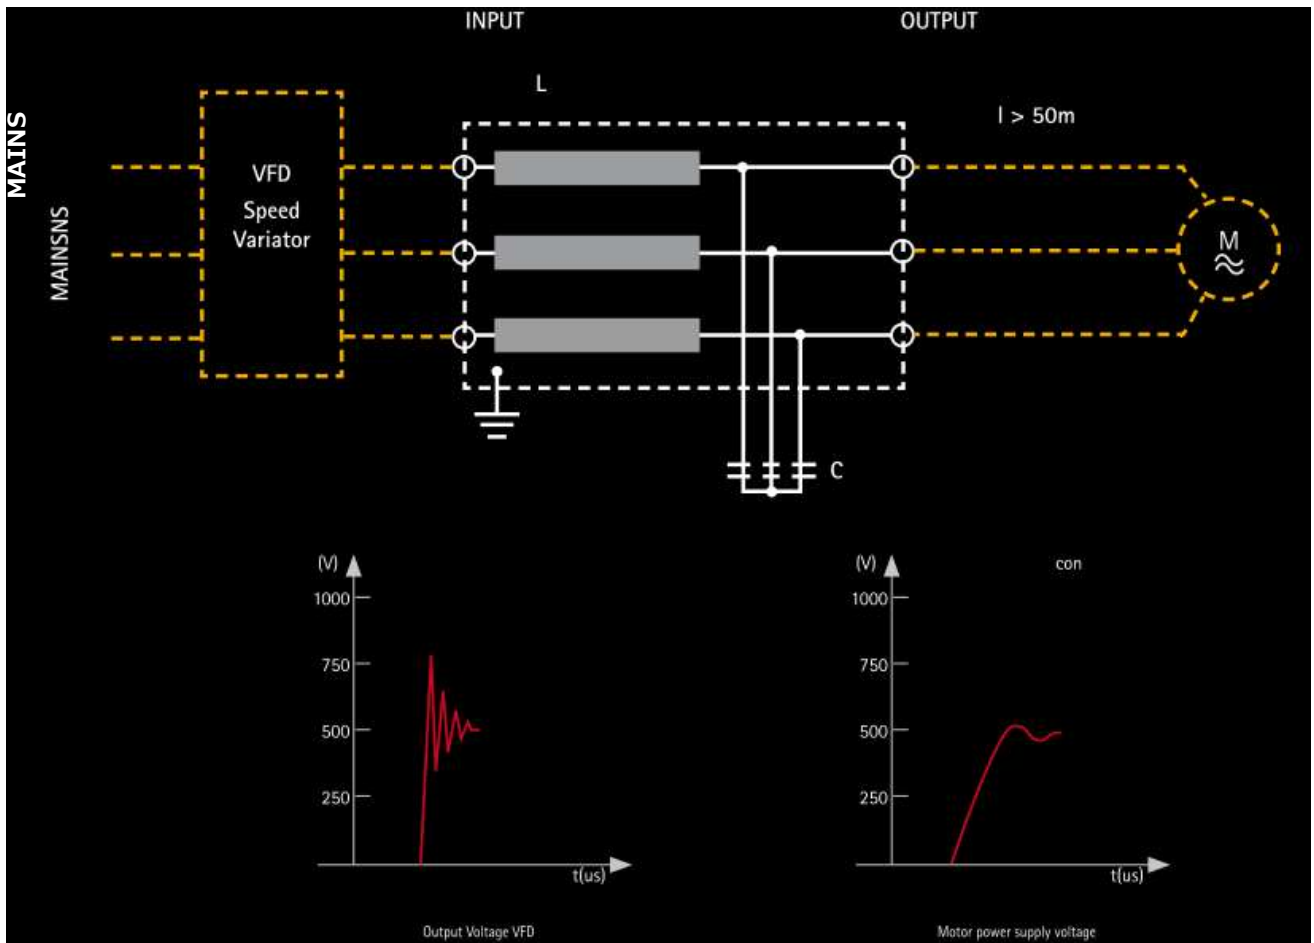 INPUT
OUTPUT
L
l > 50m
MAINS
MAINSNS
VFD
Speed
Variator
M
C
(V)
1000
750
500
250
t(us)
Output Voltage VFD
(V)
con
1000
750
500
250
t(us)
Motor power supply voltage